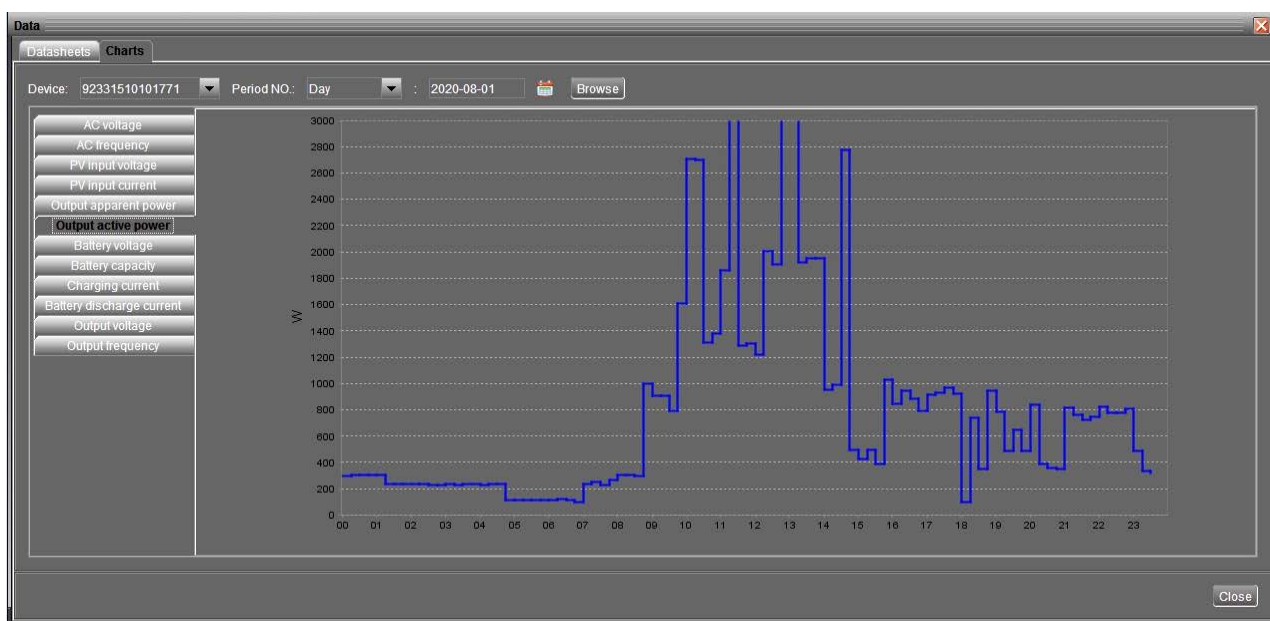 Data
Datasheets Charts
Device: 92331510101771 Period NO.: Day : 2020-08-01 Browse
AC voltage
AC frequency
PV input voltage
PV input current
Output apparent power
Output active power
Battery voltage
Battery capacity
Charging current
Battery discharge current
Output voltage
Output frequency
3000
2800
2600
2400
2200
2000
1800
1600
1400
1200
1000
800
600
400
200
0
W
00 01 02 03 04 05 06 07 08 09 10 11 12 13 14 15 16 17 18 19 20 21 22 23
Close